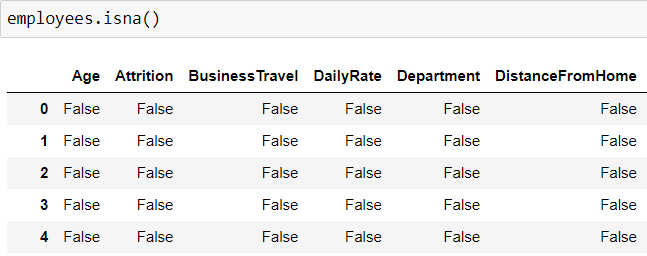 employees.isna()
Age Attrition BusinessTravel DailyRate Department DistanceFromHome
0 False False False False False False
1 False False False False False False
2 False False False False False False
3 False False False False False False
4 False False False False False False